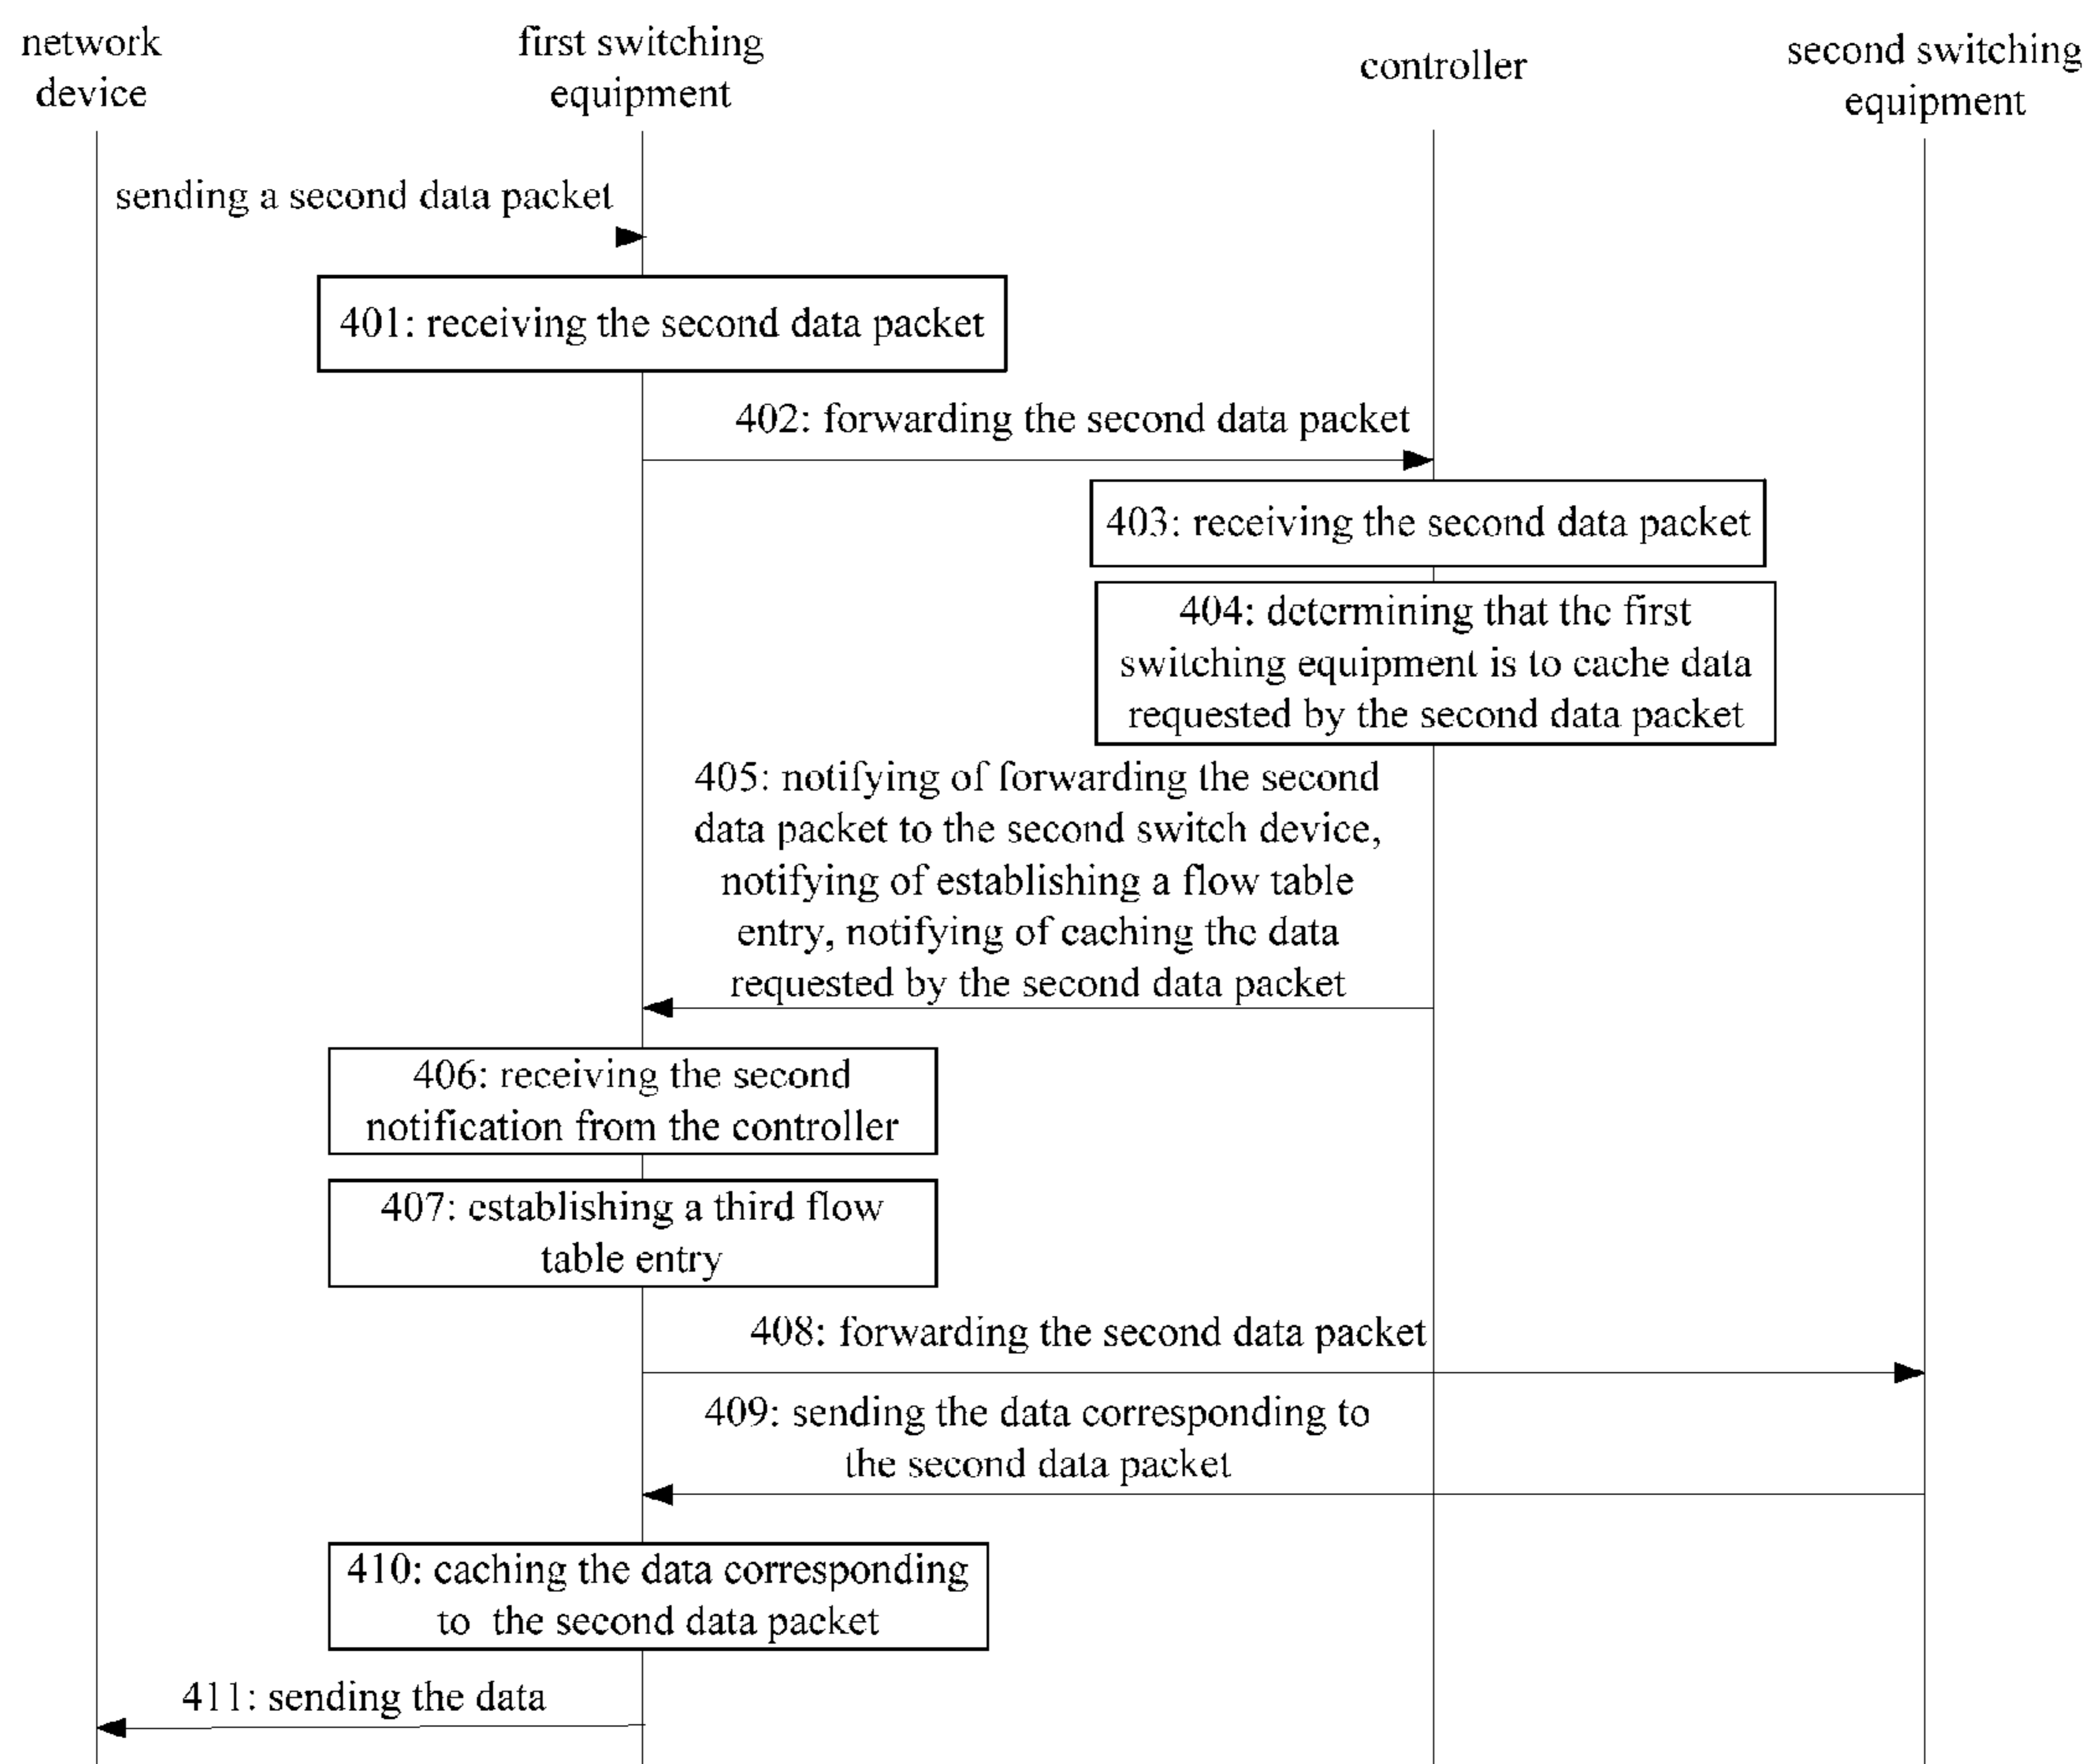 network
device
first switching
equipment
controller
second switching
equipment
sending a second data packet
401: receiving the second data packet
402: forwarding the second data packet
403: receiving the second data packet
404: determining that the first
switching equipment is to cache data
requested by the second data packet
405: notifying of forwarding the second
data packet to the second switch device,
notifying of establishing a flow table
entry, notifying of caching the data
requested by the second data packet
406: receiving the second
notification from the controller
407: establishing a third flow
table entry
408: forwarding the second data packet
409: sending the data corresponding to
the second data packet
410: caching the data corresponding
to the second data packet
411: sending the data